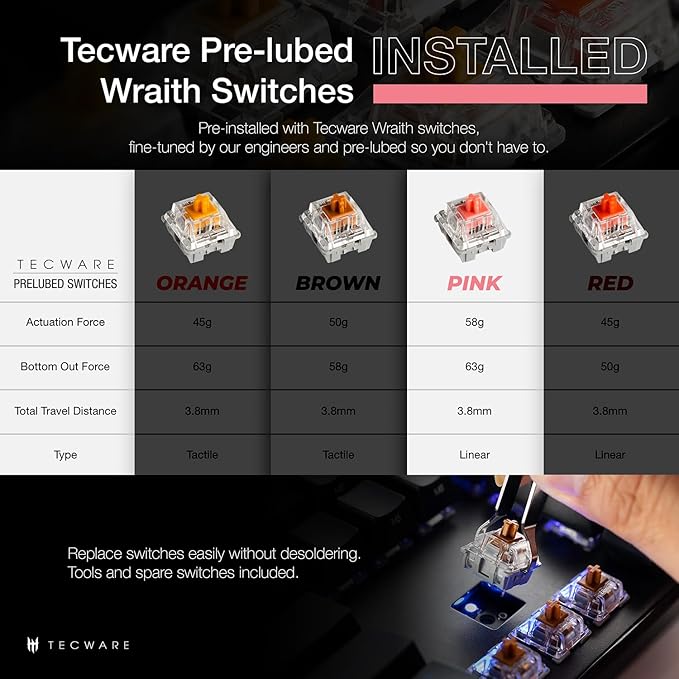 Tecware Pre-lubed
Wraith Switches
INSTALLED
Pre-installed with Tecware Wraith switches,
fine-tuned by our engineers and pre-lubed so you don't have to.
TECWARE
PRELUBED SWITCHES
ORANGE BROWN PINK RED
Actuation Force 45g 50g 58g 45g
Bottom Out Force 63g 58g 63g 50g
Total Travel Distance 3.8mm 3.8mm 3.8mm 3.8mm
Type Tactile Tactile Linear Linear
Replace switches easily without desoldering.
Tools and spare switches included.
TECWARE